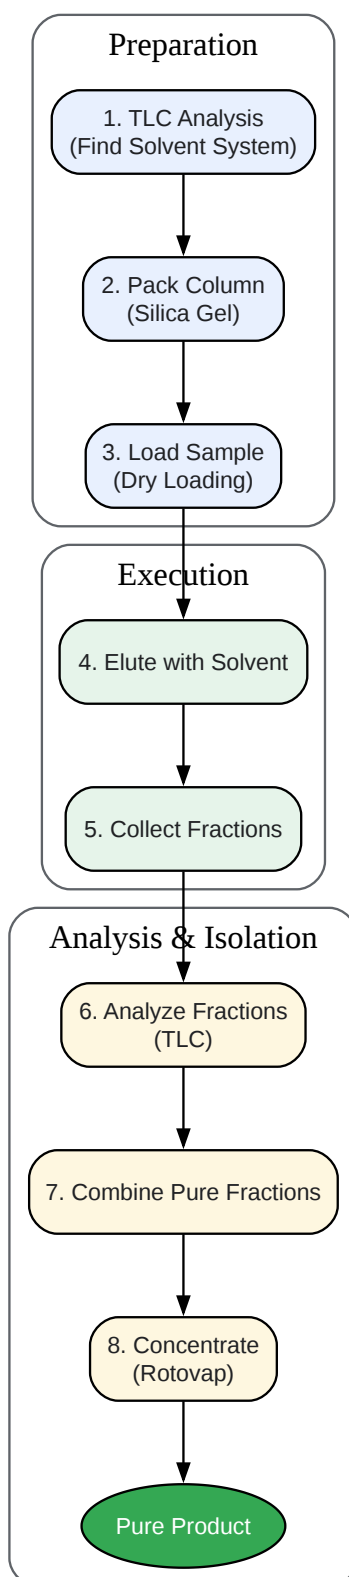 Preparation
1. TLC Analysis
(Find Solvent System)
2. Pack Column
(Silica Gel)
3. Load Sample
(Dry Loading)
Execution
4. Elute with Solvent
5. Collect Fractions
Analysis & Isolation
6. Analyze Fractions
(TLC)
7. Combine Pure Fractions
8. Concentrate
(Rotovap)
Pure Product